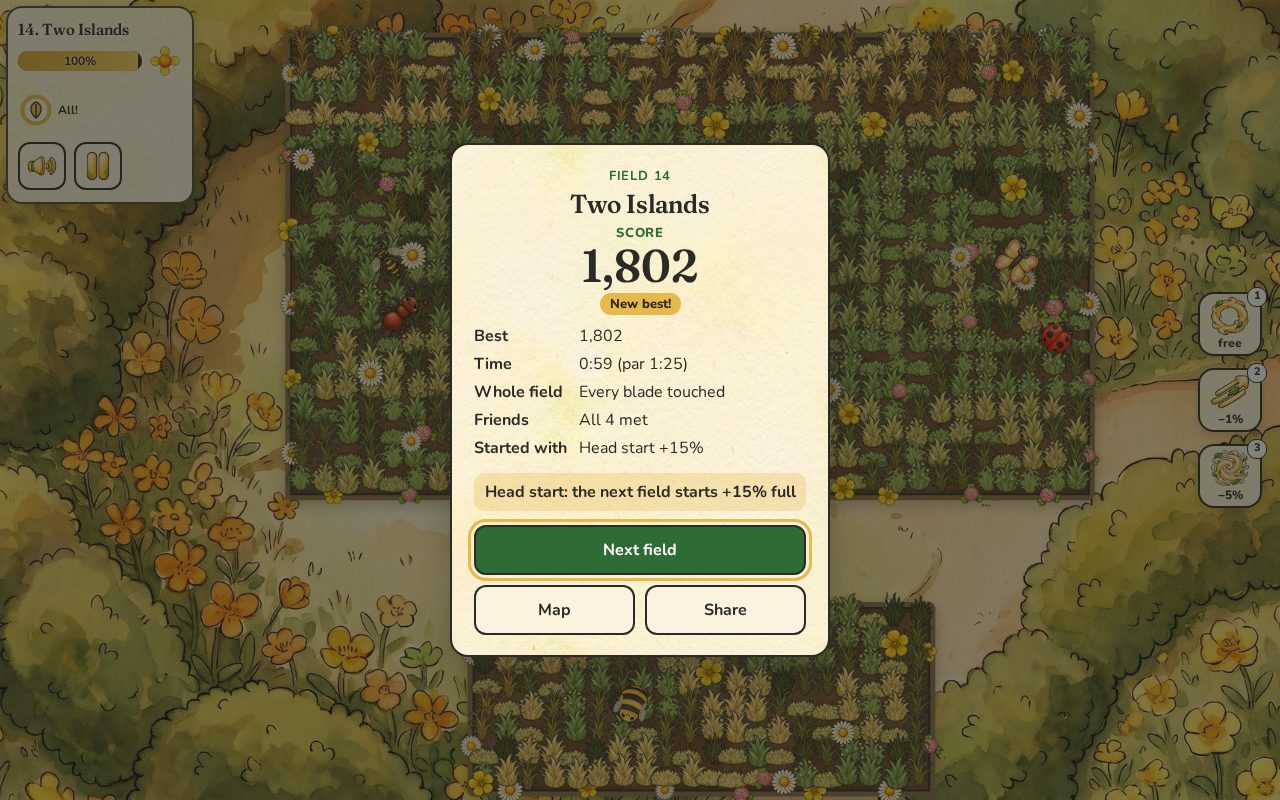 14. Two Islands
100%
All!
FIELD 14
Two Islands
SCORE
1,802
New best!
Best 1,802
Time 0:59 (par 1:25)
Whole field Every blade touched
Friends All 4 met
Started with Head start +15%
Head start: the next field starts +15% full
Next field
Map Share
1
free
2
−1%
3
−5%